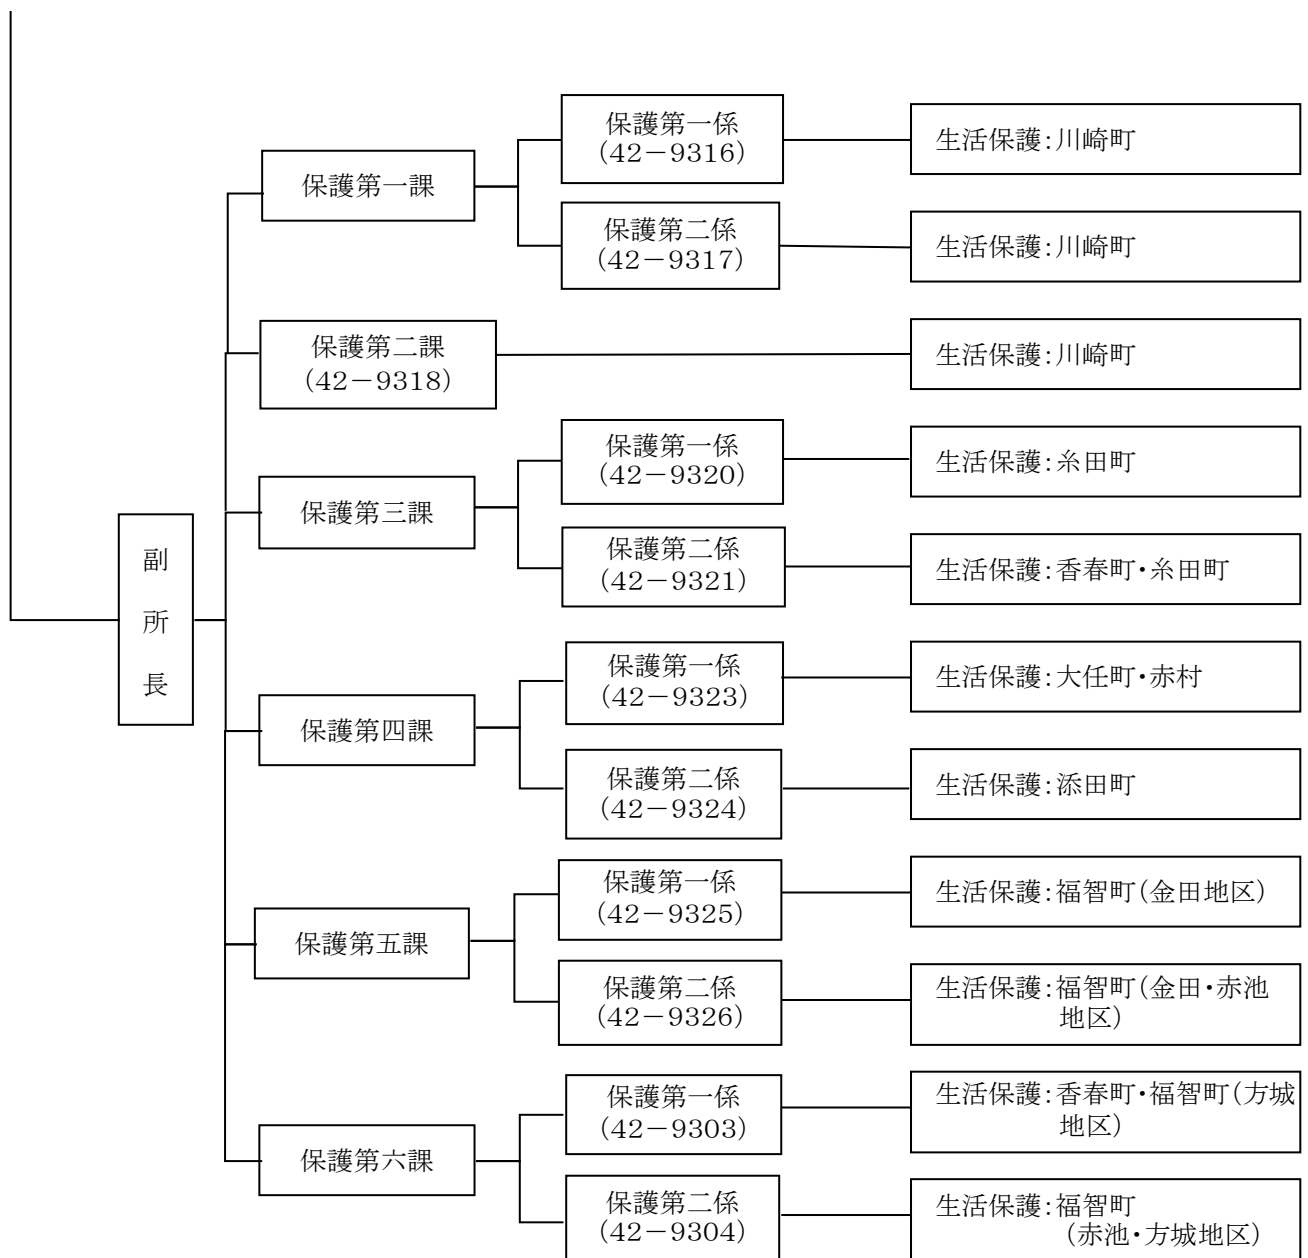 保護第一係
(42-9316)
生活保護:川崎町
保護第一課
保護第二係
(42-9317)
生活保護:川崎町
保護第二課
(42-9318)
生活保護:川崎町
保護第一係
(42-9320)
生活保護:糸田町
保護第三課
保護第二係
(42-9321)
生活保護:香春町・糸田町
副
所
長
保護第一係
(42-9323)
生活保護:大任町・赤村
保護第四課
保護第二係
(42-9324)
生活保護:添田町
保護第一係
(42-9325)
生活保護:福智町(金田地区)
保護第五課
保護第二係
(42-9326)
生活保護:福智町(金田・赤池
地区)
保護第一係
(42-9303)
生活保護:香春町・福智町(方城
地区)
保護第六課
保護第二係
(42-9304)
生活保護:福智町
(赤池・方城地区)